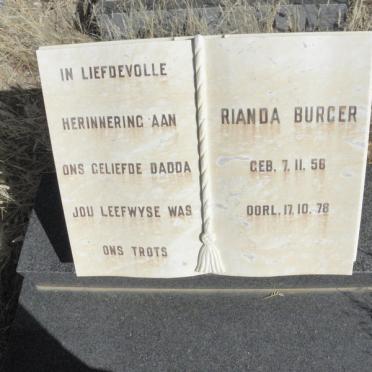 IN LIEFDEVOLLE
HERINNERING AAN
ONS GELIEFDE DADDA
JOU LEEFWYSE WAS
ONS TROTS
RIANDA BURGER
GEB. 7. 11. 56
OORL. 17. 10. 78